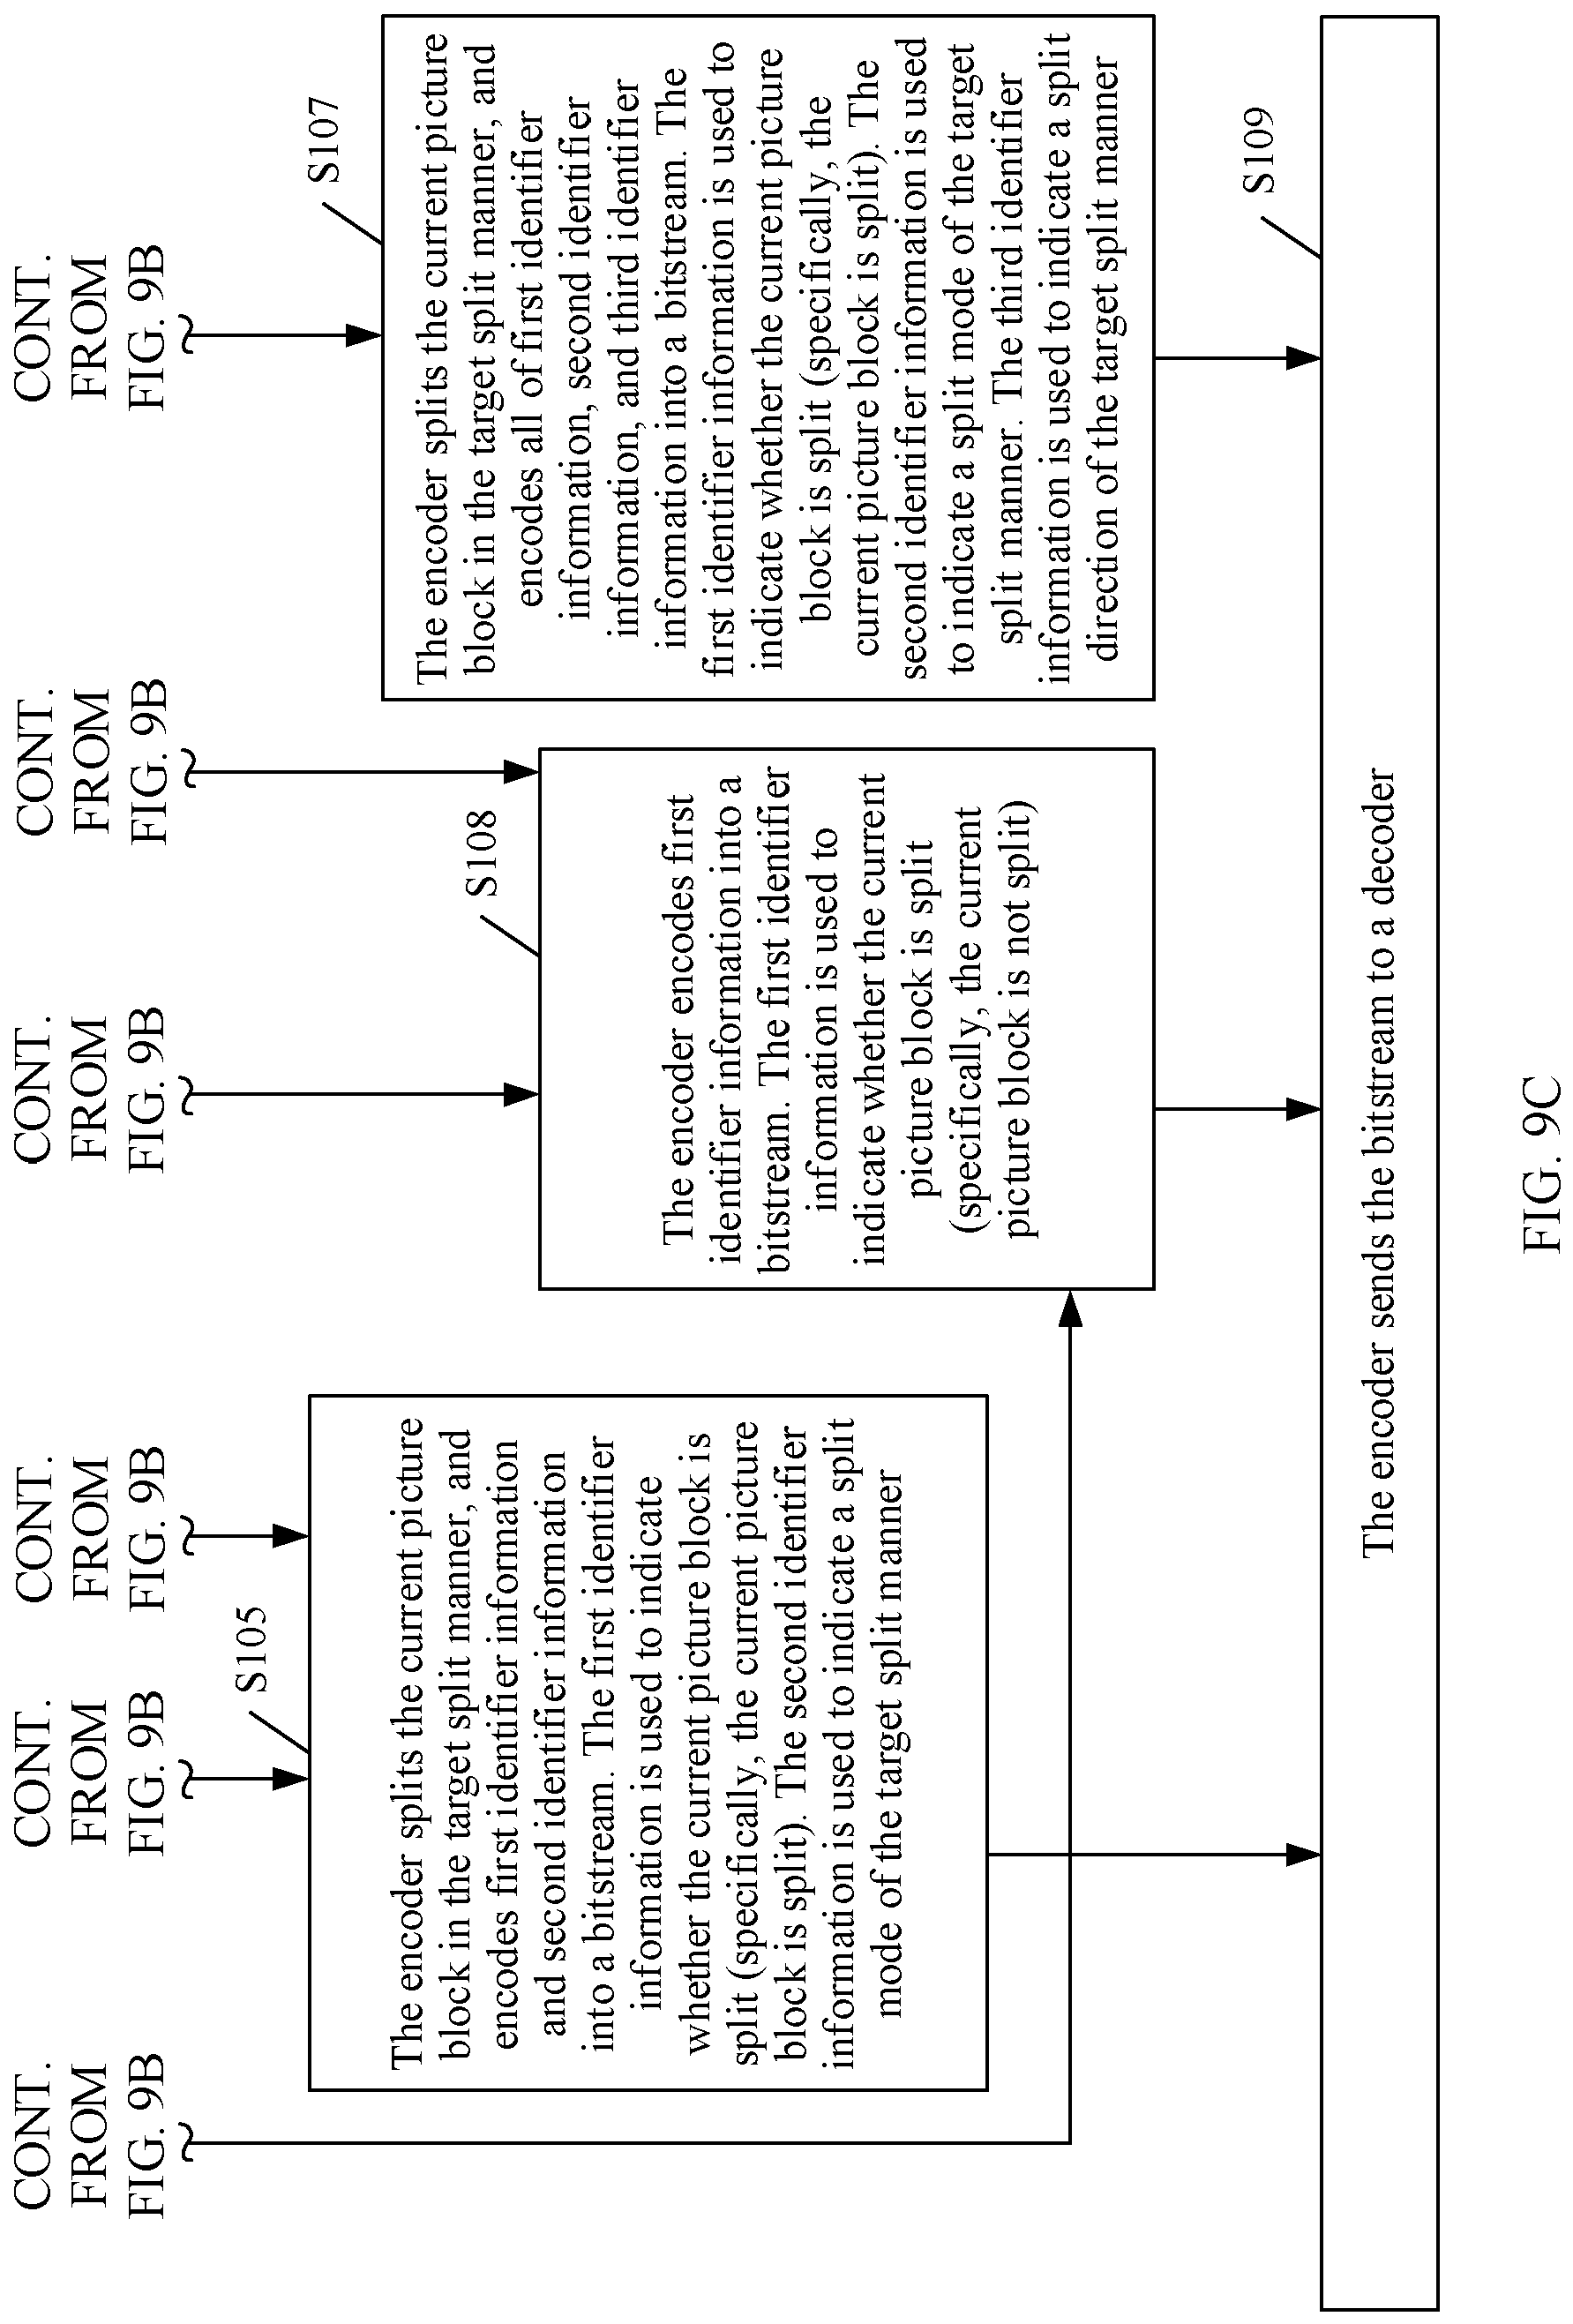 CONT.
FROM
FIG. 9B
CONT.
FROM
FIG. 9B
CONT.
FROM
FIG. 9B
CONT.
FROM
FIG. 9B
CONT.
FROM
FIG. 9B
CONT.
FROM
FIG. 9B
S105
The encoder splits the current picture
block in the target split manner, and
encodes first identifier information
and second identifier information
into a bitstream. The first identifier
information is used to indicate
whether the current picture block is
split (specifically, the current picture
block is split). The second identifier
information is used to indicate a split
mode of the target split manner
S108
The encoder encodes first
identifier information into a
bitstream. The first identifier
information is used to
indicate whether the current
picture block is split
(specifically, the current
picture block is not split)
S107
The encoder splits the current picture
block in the target split manner, and
encodes all of first identifier
information, second identifier
information, and third identifier
information into a bitstream. The
first identifier information is used to
indicate whether the current picture
block is split (specifically, the
current picture block is split). The
second identifier information is used
to indicate a split mode of the target
split manner. The third identifier
information is used to indicate a split
direction of the target split manner
S109
The encoder sends the bitstream to a decoder
FIG. 9C